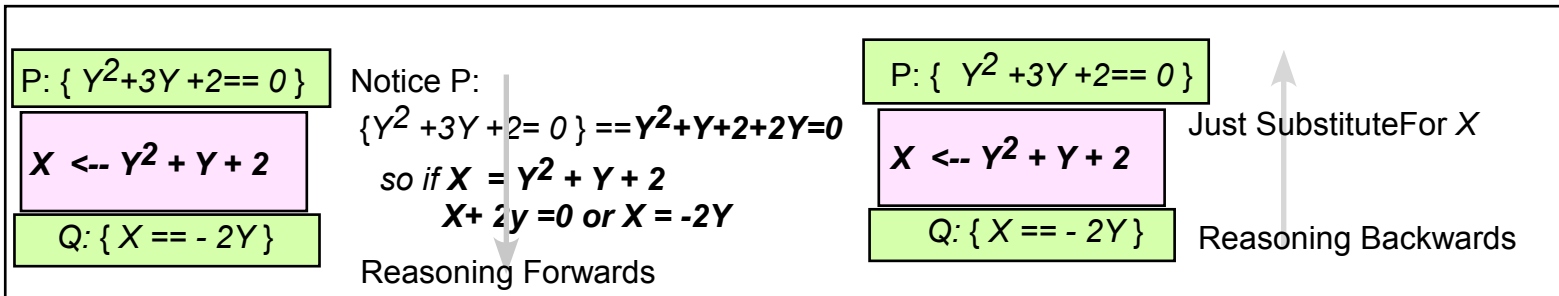 P: { Y²+3Y +2== 0 }
X <-- Y² + Y + 2
Q: { X == - 2Y }
Notice P:
{Y² +3Y +2= 0 } ==Y²+Y+2+2Y=0
so if X = Y² + Y + 2
X+ 2y =0 or X = -2Y
Reasoning Forwards
P: { Y² +3Y +2== 0 }
X <-- Y² + Y + 2
Q: { X == - 2Y }
Just SubstituteFor X
Reasoning Backwards